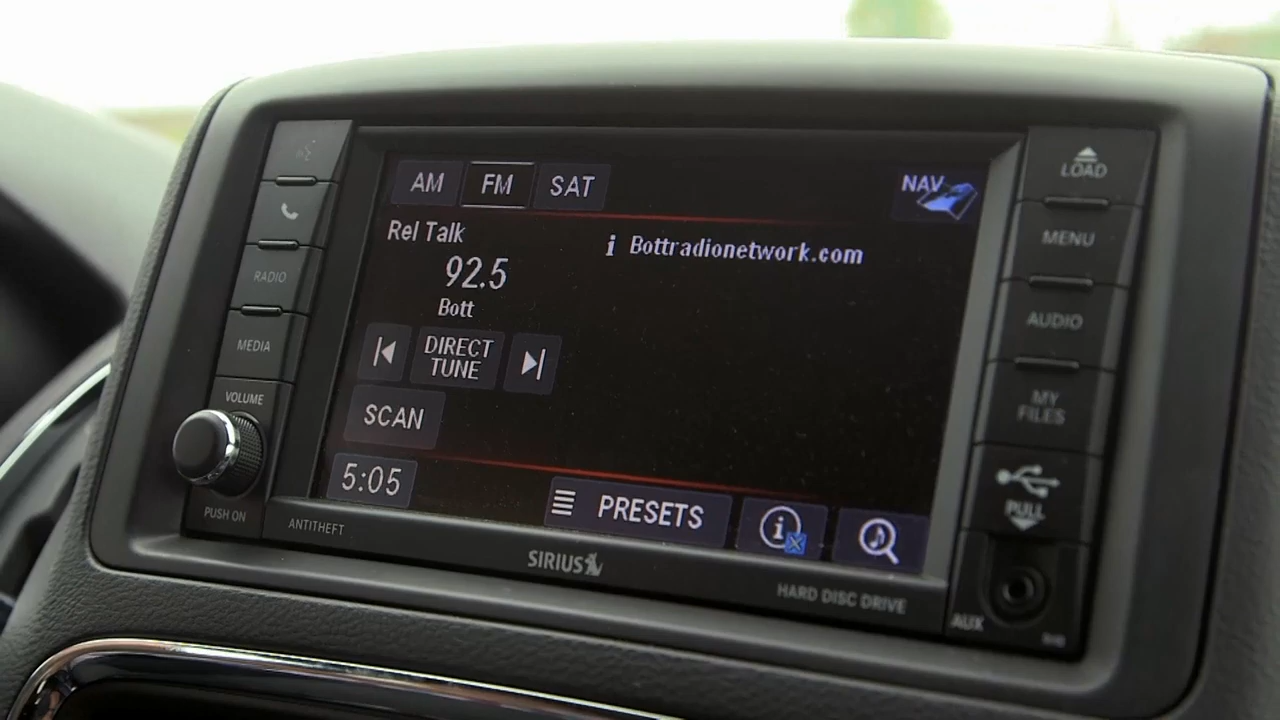 AM FM SAT
NAV
Rel Talk
i Bottradionetwork.com
92.5
Bott
DIRECT
TUNE
SCAN
5:05
PRESETS
RADIO
MEDIA
VOLUME
PUSH ON
ANTITHEFT
SIRIUS
HARD DISC DRIVE
LOAD
MENU
AUDIO
MY
FILES
PULL
AUX